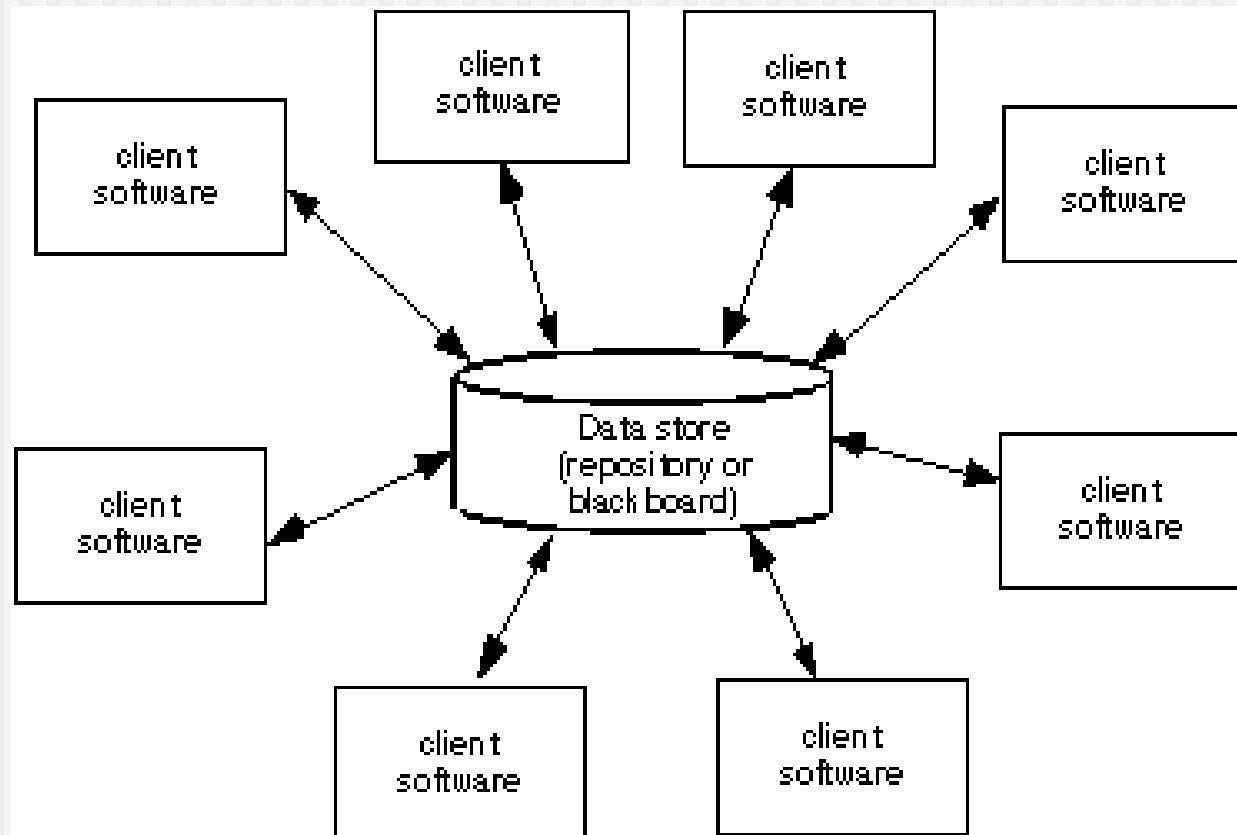 client
software
client
software
client
software
client
software
Data store
(repository or
black board)
client
software
client
software
client
software
client
software